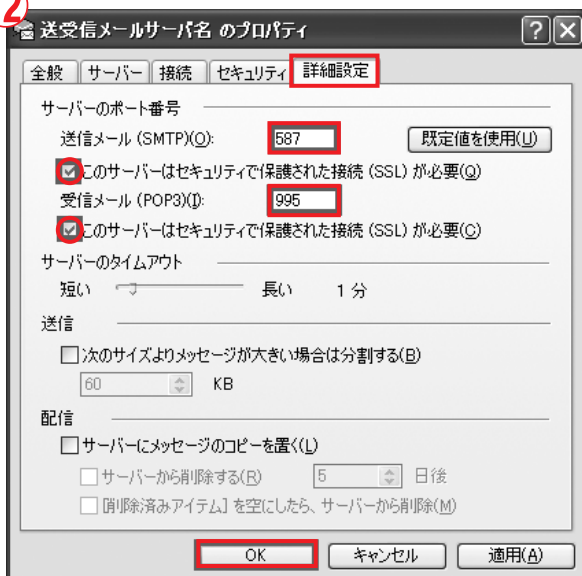 2
送受信メールサーバ名 のプロパティ
全般 サーバー 接続 セキュリティ 詳細設定
サーバーのポート番号
送信メール (SMTP)(O): 587 既定値を使用(U)
このサーバーはセキュリティで保護された接続 (SSL) が必要(Q)
受信メール (POP3)(I): 995
このサーバーはセキュリティで保護された接続 (SSL) が必要(C)
サーバーのタイムアウト
短い 長い 1 分
送信
次のサイズよりメッセージが大きい場合は分割する(B)
60 KB
配信
サーバーにメッセージのコピーを置く(L)
サーバーから削除する(R) 5 日後
[削除済みアイテム] を空にしたら、サーバーから削除(M)
OK キャンセル 適用(A)